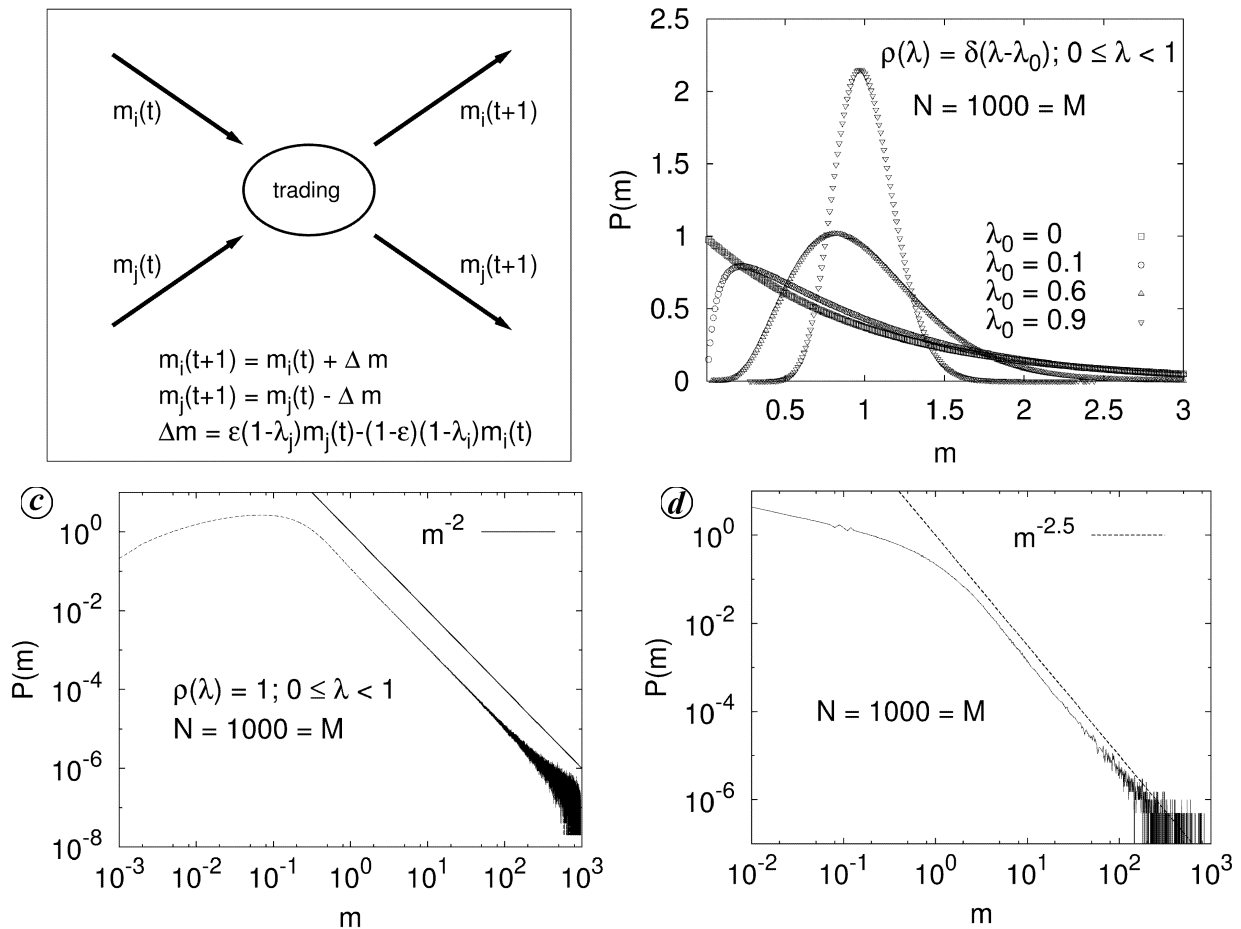 m_i(t)
m_i(t+1)
trading
m_j(t)
m_j(t+1)
m_i(t+1) = m_i(t) + Δ m
m_j(t+1) = m_j(t) - Δ m
Δm = ε(1-λ_j)m_j(t)-(1-ε)(1-λ_i)m_i(t)
2.5
2
1.5
1
0.5
0
P(m)
ρ(λ) = δ(λ-λ_0); 0 ≤ λ < 1
N = 1000 = M
λ_0 = 0
λ_0 = 0.1
λ_0 = 0.6
λ_0 = 0.9
0.5 1 1.5 2 2.5 3
m
c
10^0
10^-2
10^-4
10^-6
10^-8
P(m)
m^-2
ρ(λ) = 1; 0 ≤ λ < 1
N = 1000 = M
10^-3 10^-2 10^-1 10^0 10^1 10^2 10^3
m
d
10^0
10^-2
10^-4
10^-6
P(m)
m^-2.5
N = 1000 = M
10^-2 10^-1 10^0 10^1 10^2 10^3
m